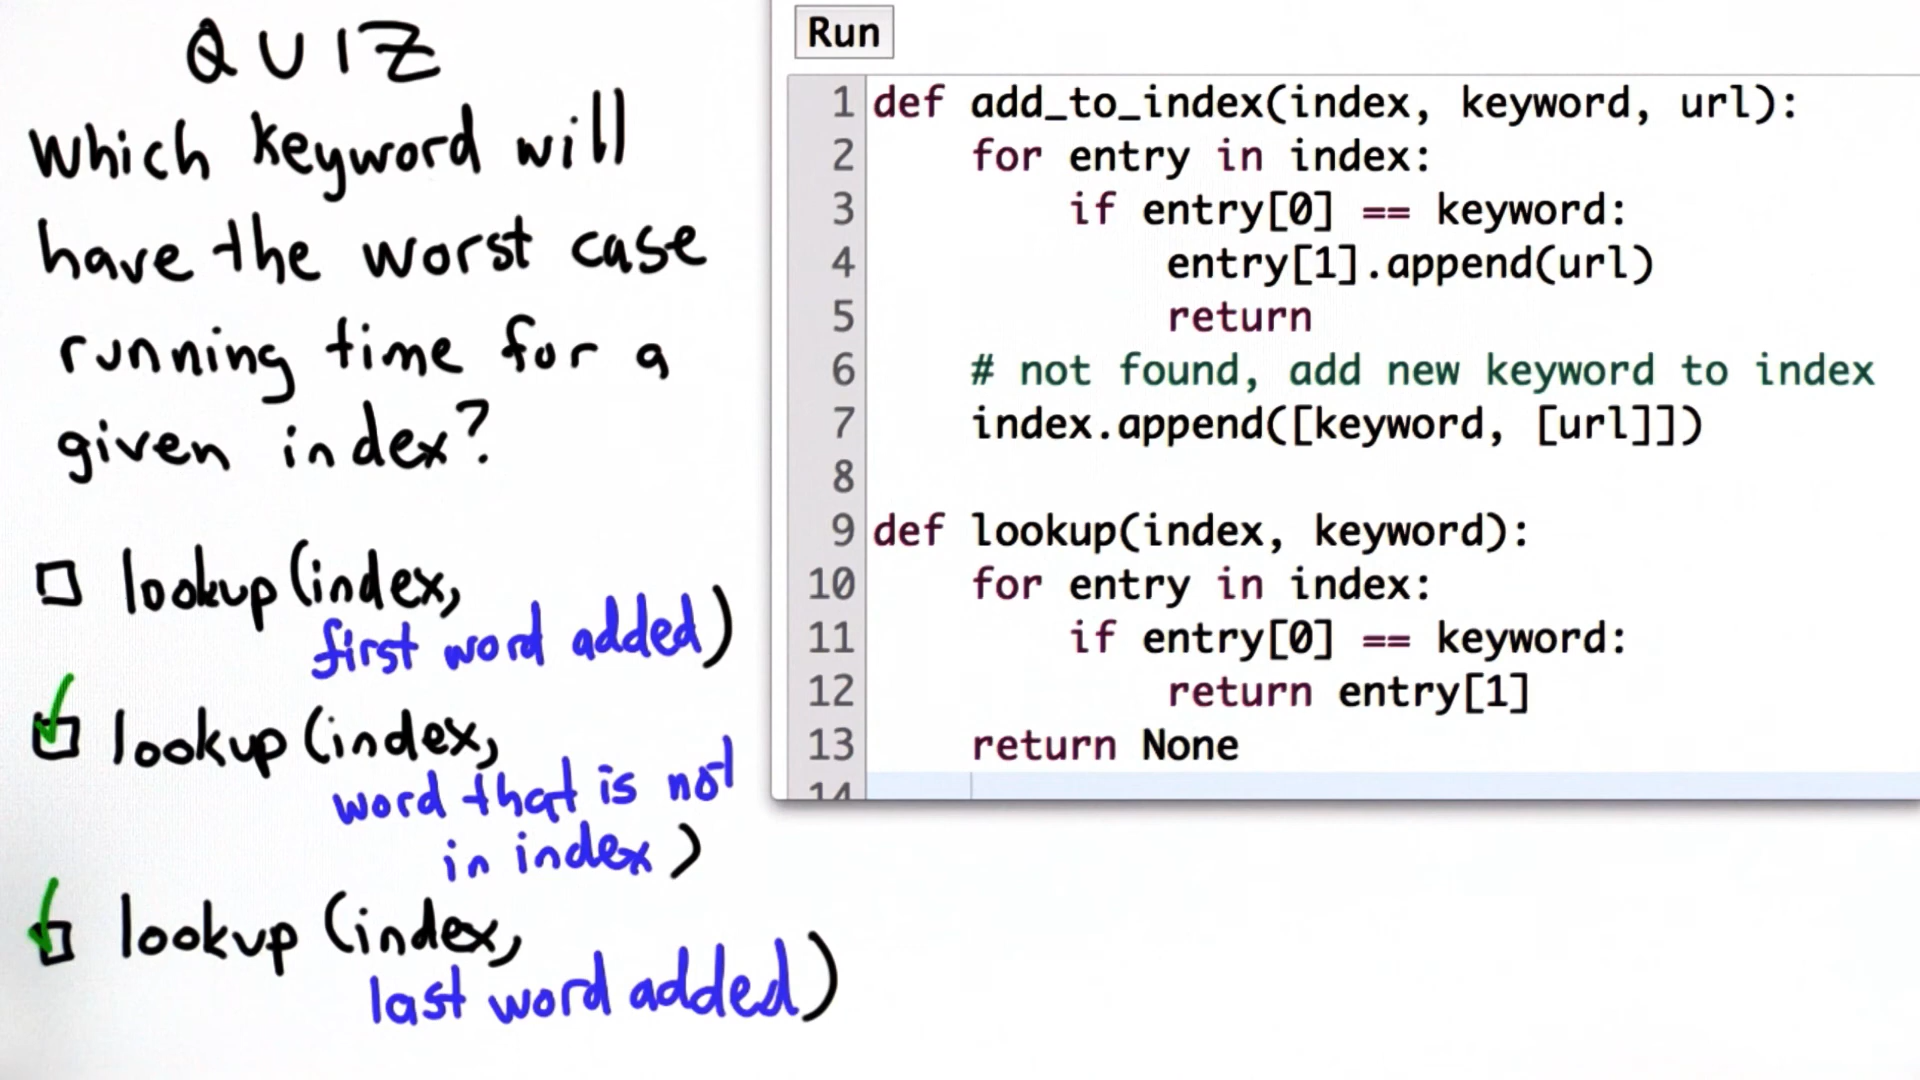 QUIZ
Which keyword will
have the worst case
running time for a
given index?
lookup(index,
first word added)
lookup(index,
word that is not
in index)
lookup(index,
last word added)
Run
1 def add_to_index(index, keyword, url):
2     for entry in index:
3         if entry[0] == keyword:
4             entry[1].append(url)
5             return
6     # not found, add new keyword to index
7     index.append([keyword, [url]])
8
9 def lookup(index, keyword):
10     for entry in index:
11         if entry[0] == keyword:
12             return entry[1]
13     return None
14